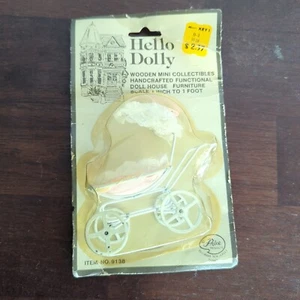 Hello
Dolly
$2.77
WOODEN MINI COLLECTIBLES
HANDCRAFTED FUNCTIONAL
DOLL HOUSE FURNITURE
SCALE 1 INCH TO 1 FOOT
ITEM NO. 9138